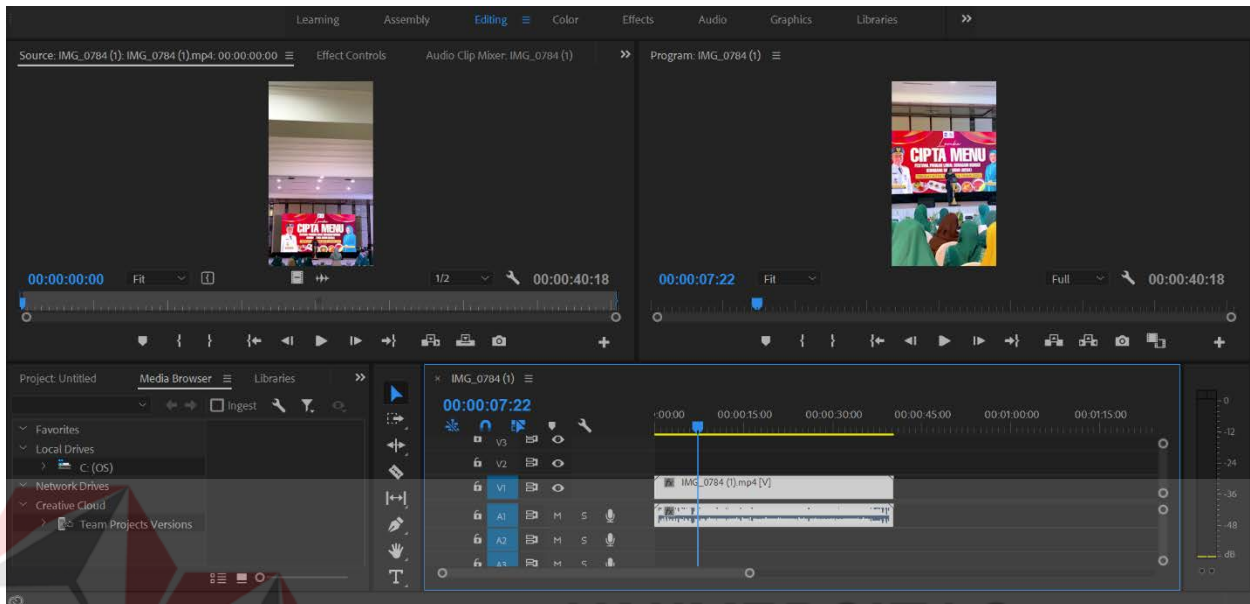 Learning Assembly Editing Color Effects Audio Graphics Libraries
Source: IMG_0784 (1): IMG_0784 (1).mp4: 00:00:00:00 Effect Controls Audio Clip Mixer: IMG_0784 (1)
Program: IMG_0784 (1)
Lomba
CIPTA MENU
Lomba
CIPTA MENU
00:00:00:00 Fit 1/2 00:00:40:18
00:00:07:22 Fit Full 00:00:40:18
Project: Untitled Media Browser Libraries
Ingest
Favorites
Local Drives
C: (OS)
Network Drives
Creative Cloud
Team Projects Versions
T
× IMG_0784 (1)
00:00:07:22
:00:00 00:00:15:00 00:00:30:00 00:00:45:00 00:01:00:00 00:01:15:00
V3
V2
V1
fx IMG_0784 (1).mp4 [V]
A1 M S
fx
A2 M S
A3 M S
0
-12
-24
-36
-48
dB